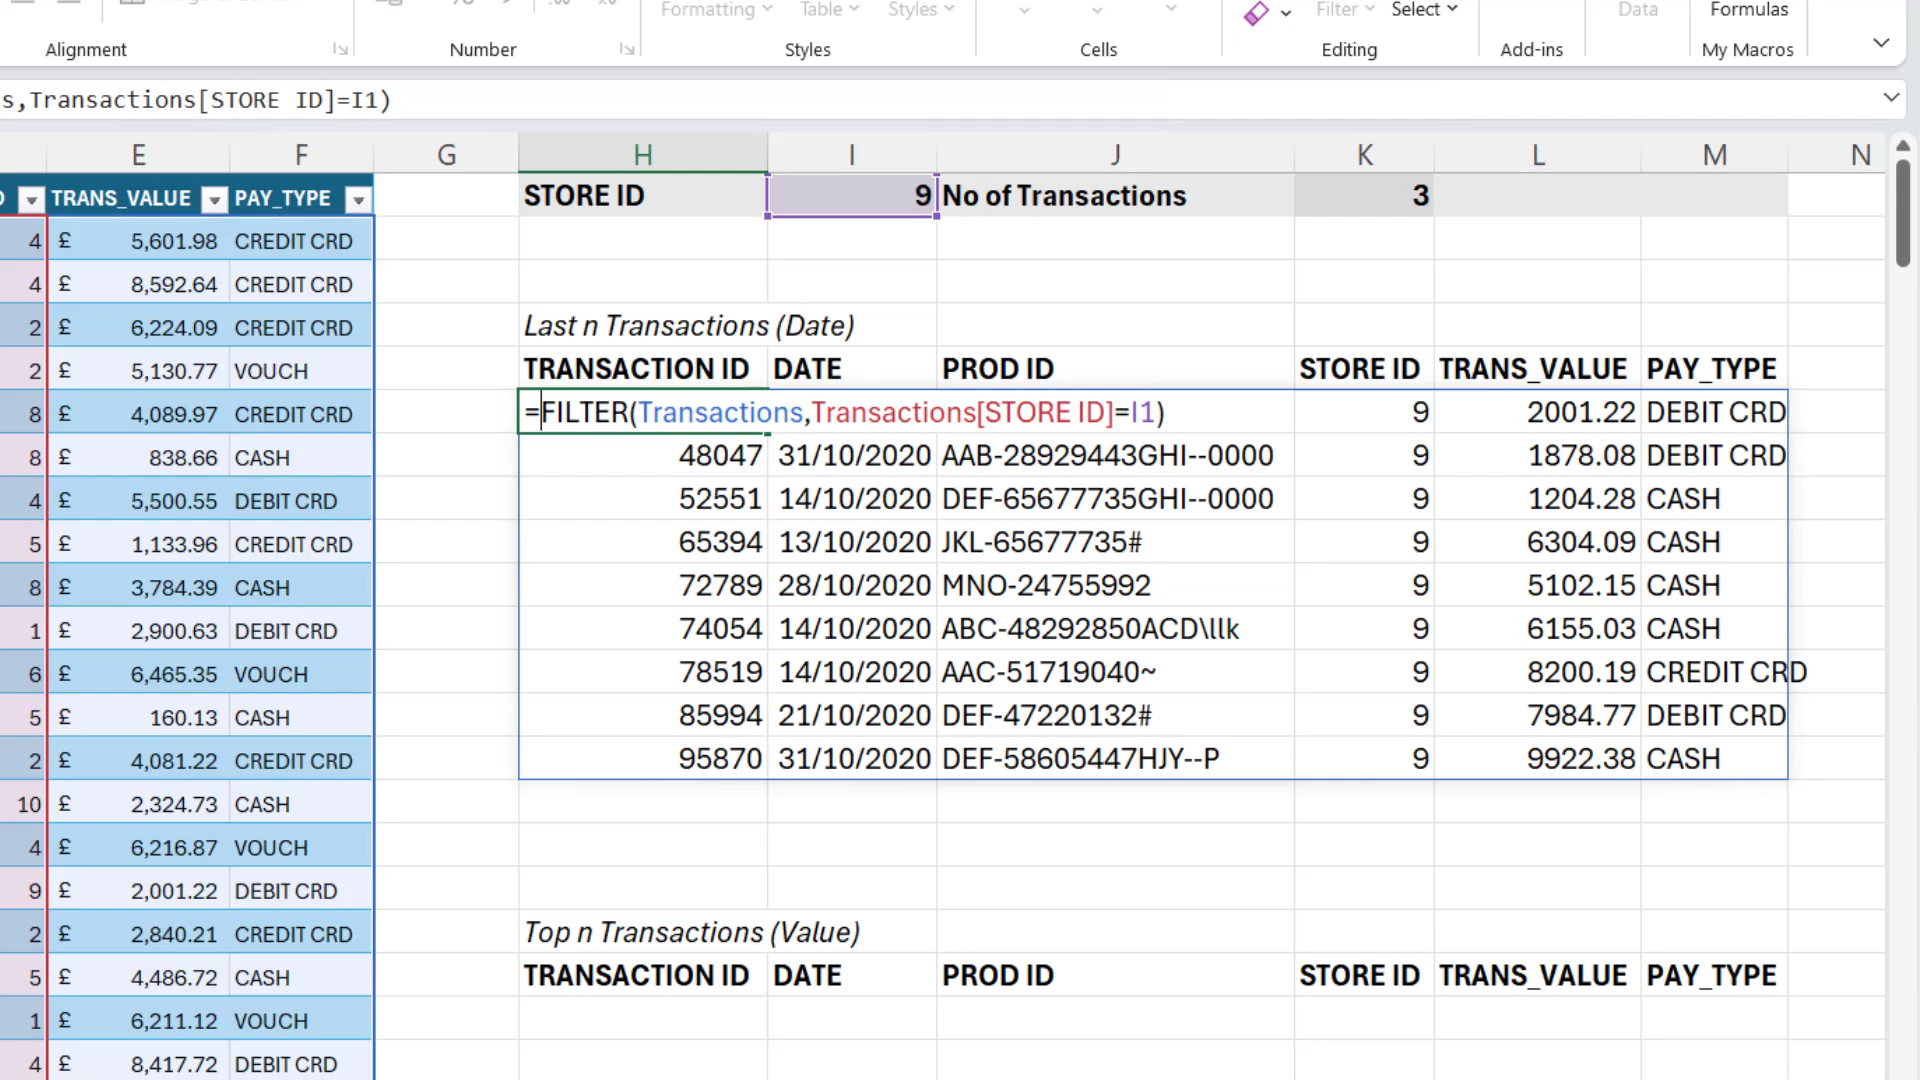 Formatting Table Styles Filter Select Data Formulas
Alignment Number Styles Cells Editing Add-ins My Macros
s,Transactions[STORE ID]=I1)
E F G H I J K L M N
TRANS_VALUE PAY_TYPE STORE ID 9 No of Transactions 3
4 £ 5,601.98 CREDIT CRD
4 £ 8,592.64 CREDIT CRD
2 £ 6,224.09 CREDIT CRD Last n Transactions (Date)
2 £ 5,130.77 VOUCH TRANSACTION ID DATE PROD ID STORE ID TRANS_VALUE PAY_TYPE
8 £ 4,089.97 CREDIT CRD =FILTER(Transactions,Transactions[STORE ID]=I1) 9 2001.22 DEBIT CRD
8 £ 838.66 CASH 48047 31/10/2020 AAB-28929443GHI--0000 9 1878.08 DEBIT CRD
4 £ 5,500.55 DEBIT CRD 52551 14/10/2020 DEF-65677735GHI--0000 9 1204.28 CASH
5 £ 1,133.96 CREDIT CRD 65394 13/10/2020 JKL-65677735# 9 6304.09 CASH
8 £ 3,784.39 CASH 72789 28/10/2020 MNO-24755992 9 5102.15 CASH
1 £ 2,900.63 DEBIT CRD 74054 14/10/2020 ABC-48292850ACD\llk 9 6155.03 CASH
6 £ 6,465.35 VOUCH 78519 14/10/2020 AAC-51719040~ 9 8200.19 CREDIT CRD
5 £ 160.13 CASH 85994 21/10/2020 DEF-47220132# 9 7984.77 DEBIT CRD
2 £ 4,081.22 CREDIT CRD 95870 31/10/2020 DEF-58605447HJY--P 9 9922.38 CASH
10 £ 2,324.73 CASH
4 £ 6,216.87 VOUCH
9 £ 2,001.22 DEBIT CRD
2 £ 2,840.21 CREDIT CRD Top n Transactions (Value)
5 £ 4,486.72 CASH TRANSACTION ID DATE PROD ID STORE ID TRANS_VALUE PAY_TYPE
1 £ 6,211.12 VOUCH
4 £ 8,417.72 DEBIT CRD